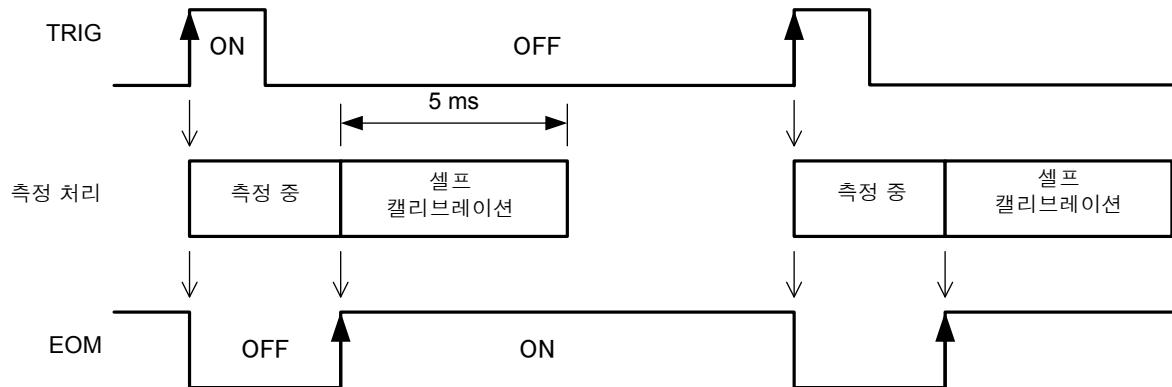 TRIG
ON
OFF
5 ms
측정 처리
측정 중
셀프
캘리브레이션
측정 중
셀프
캘리브레이션
EOM
OFF
ON